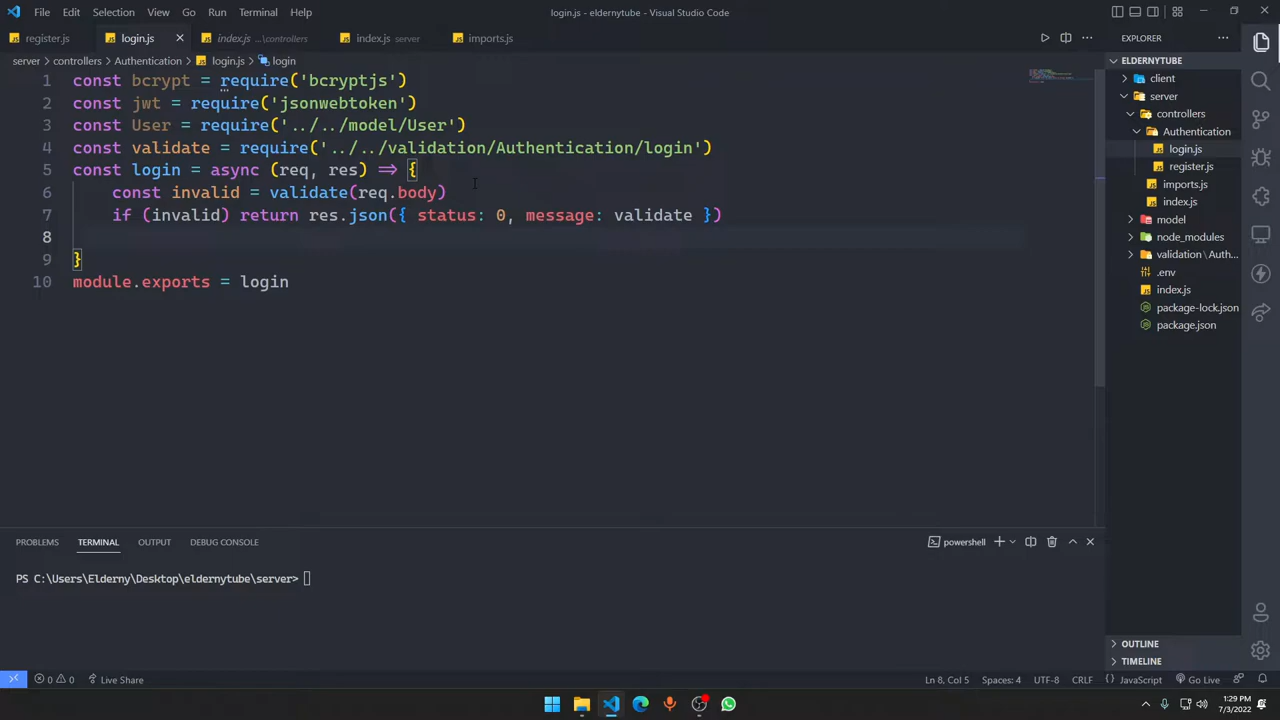 File Edit Selection View Go Run Terminal Help
login.js - eldernytube - Visual Studio Code
register.js
login.js
index.js ...\controllers
index.js server
imports.js
server > controllers > Authentication > login.js > login
1 const bcrypt = require('bcryptjs')
2 const jwt = require('jsonwebtoken')
3 const User = require('../../model/User')
4 const validate = require('../../validation/Authentication/login')
5 const login = async (req, res) => {
6 const invalid = validate(req.body)
7 if (invalid) return res.json({ status: 0, message: validate })
8
9 }
10 module.exports = login
EXPLORER
ELDERNYTUBE
client
server
controllers
Authentication
login.js
register.js
imports.js
index.js
model
node_modules
validation \ Auth...
.env
index.js
package-lock.json
package.json
OUTLINE
TIMELINE
PROBLEMS TERMINAL OUTPUT DEBUG CONSOLE
powershell
PS C:\Users\Elderny\Desktop\eldernytube\server>
0 0 Live Share
Ln 8, Col 5 Spaces: 4 UTF-8 CRLF { } JavaScript Go Live
1:29 PM
7/3/2022